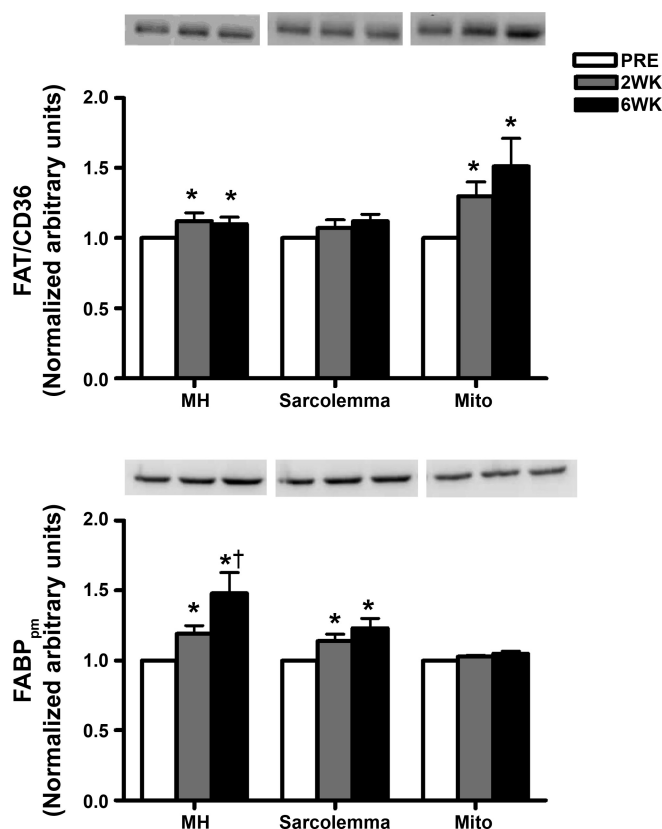 PRE
2WK
6WK
FAT/CD36
(Normalized arbitrary units)
2.0
1.5
1.0
0.5
0.0
* *
* *
MH Sarcolemma Mito
FABPpm
(Normalized arbitrary units)
2.0
1.5
1.0
0.5
0.0
* *†
* *
MH Sarcolemma Mito